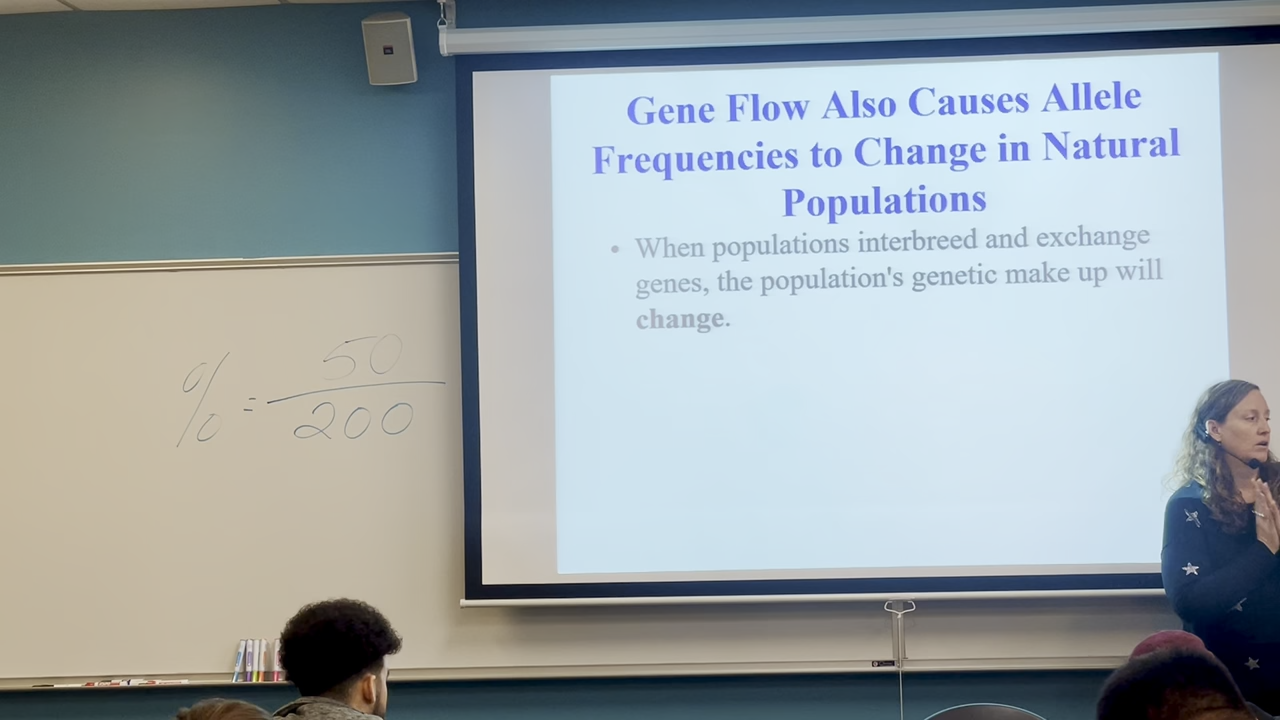 Gene Flow Also Causes Allele
Frequencies to Change in Natural
Populations
• When populations interbreed and exchange
genes, the population's genetic make up will
change.
% = 50
200